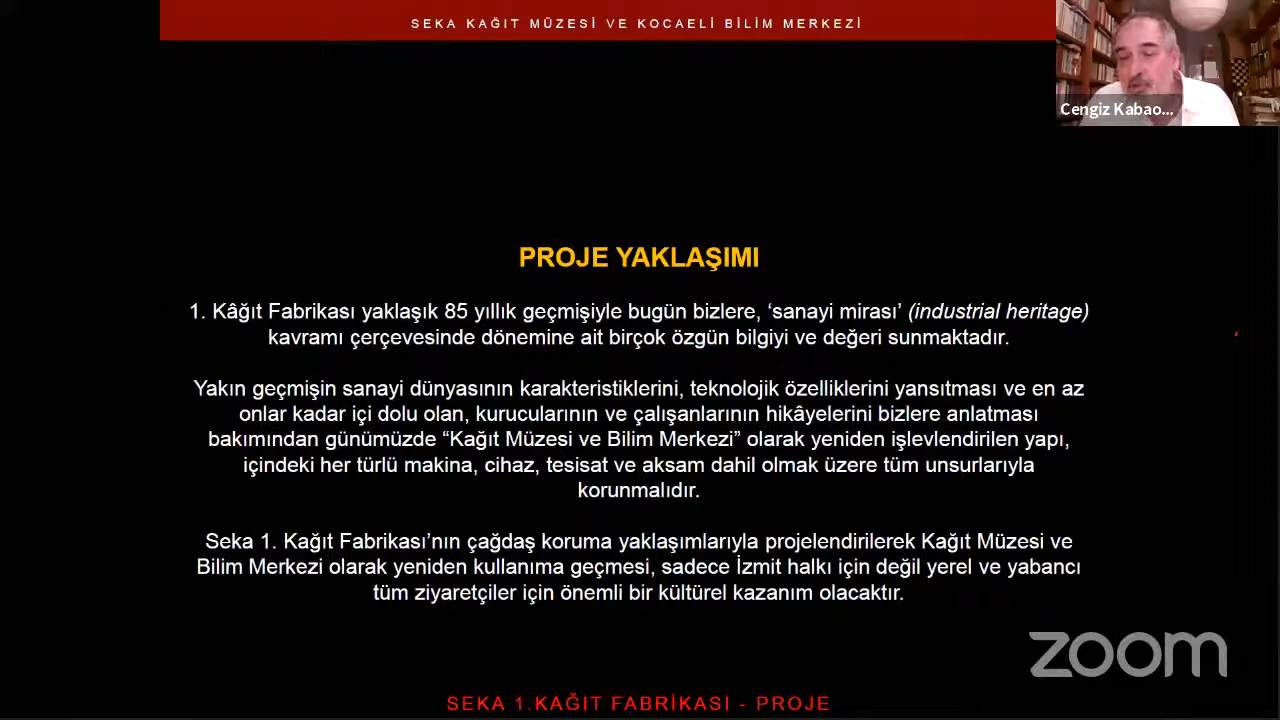 SEKA KAĞIT MÜZESİ VE KOCAELİ BİLİM MERKEZİ
Cengiz Kabao...
PROJE YAKLAŞIMI
1. Kâğıt Fabrikası yaklaşık 85 yıllık geçmişiyle bugün bizlere, ‘sanayi mirası’ (industrial heritage)
kavramı çerçevesinde dönemine ait birçok özgün bilgiyi ve değeri sunmaktadır.
Yakın geçmişin sanayi dünyasının karakteristiklerini, teknolojik özelliklerini yansıtması ve en az
onlar kadar içi dolu olan, kurucularının ve çalışanlarının hikâyelerini bizlere anlatması
bakımından günümüzde “Kağıt Müzesi ve Bilim Merkezi” olarak yeniden işlevlendirilen yapı,
içindeki her türlü makina, cihaz, tesisat ve aksam dahil olmak üzere tüm unsurlarıyla
korunmalıdır.
Seka 1. Kağıt Fabrikası’nın çağdaş koruma yaklaşımlarıyla projelendirilerek Kağıt Müzesi ve
Bilim Merkezi olarak yeniden kullanıma geçmesi, sadece İzmit halkı için değil yerel ve yabancı
tüm ziyaretçiler için önemli bir kültürel kazanım olacaktır.
zoom
SEKA 1.KAĞIT FABRİKASI - PROJE